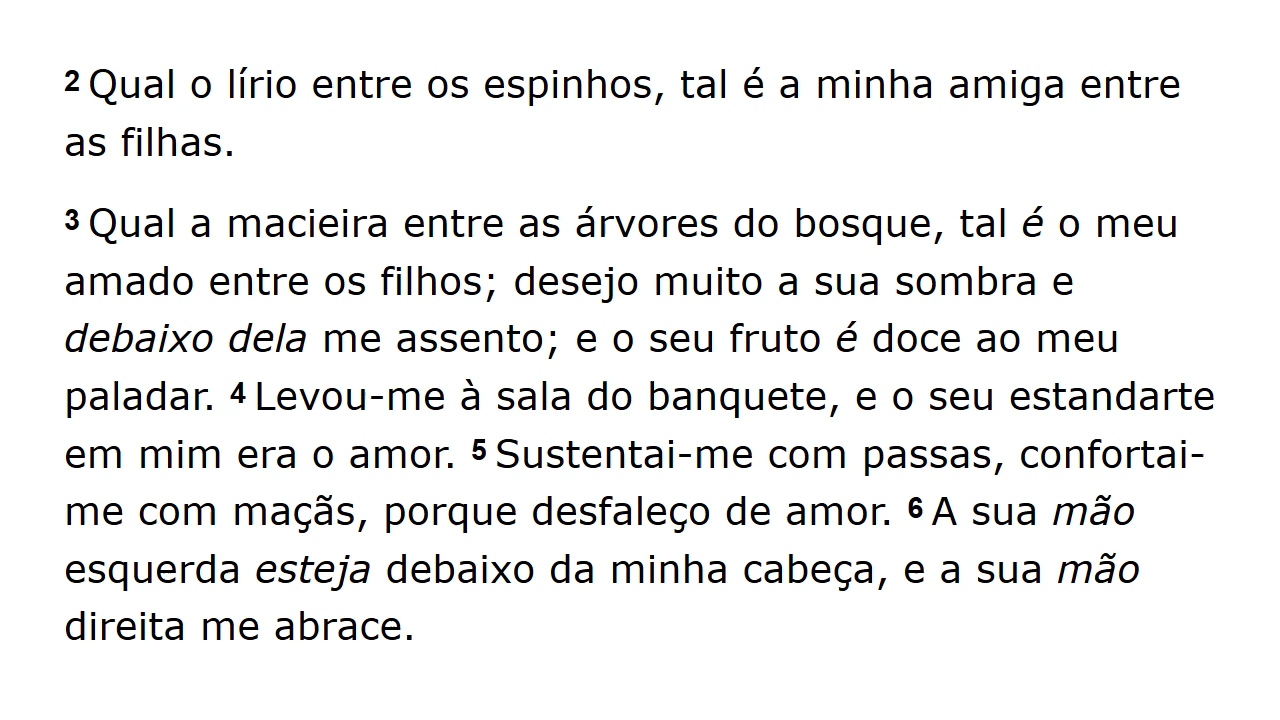 2 Qual o lírio entre os espinhos, tal é a minha amiga entre
as filhas.
3 Qual a macieira entre as árvores do bosque, tal é o meu
amado entre os filhos; desejo muito a sua sombra e
debaixo dela me assento; e o seu fruto é doce ao meu
paladar. 4 Levou-me à sala do banquete, e o seu estandarte
em mim era o amor. 5 Sustentai-me com passas, confortai-
me com maçãs, porque desfaleço de amor. 6 A sua mão
esquerda esteja debaixo da minha cabeça, e a sua mão
direita me abrace.